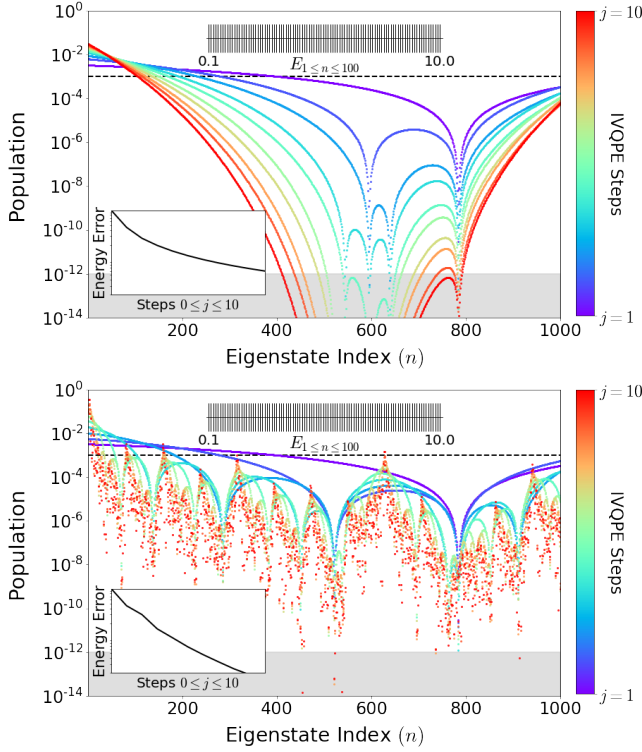 10^0
10^-2
10^-4
10^-6
10^-8
10^-10
10^-12
10^-14
Population
0.1
10.0
E_{1≤n≤100}
Energy Error
Steps 0 ≤ j ≤ 10
200
400
600
800
1000
Eigenstate Index (n)
j = 10
IVQPE Steps
j = 1
10^0
10^-2
10^-4
10^-6
10^-8
10^-10
10^-12
10^-14
Population
0.1
10.0
E_{1≤n≤100}
Energy Error
Steps 0 ≤ j ≤ 10
200
400
600
800
1000
Eigenstate Index (n)
j = 10
IVQPE Steps
j = 1